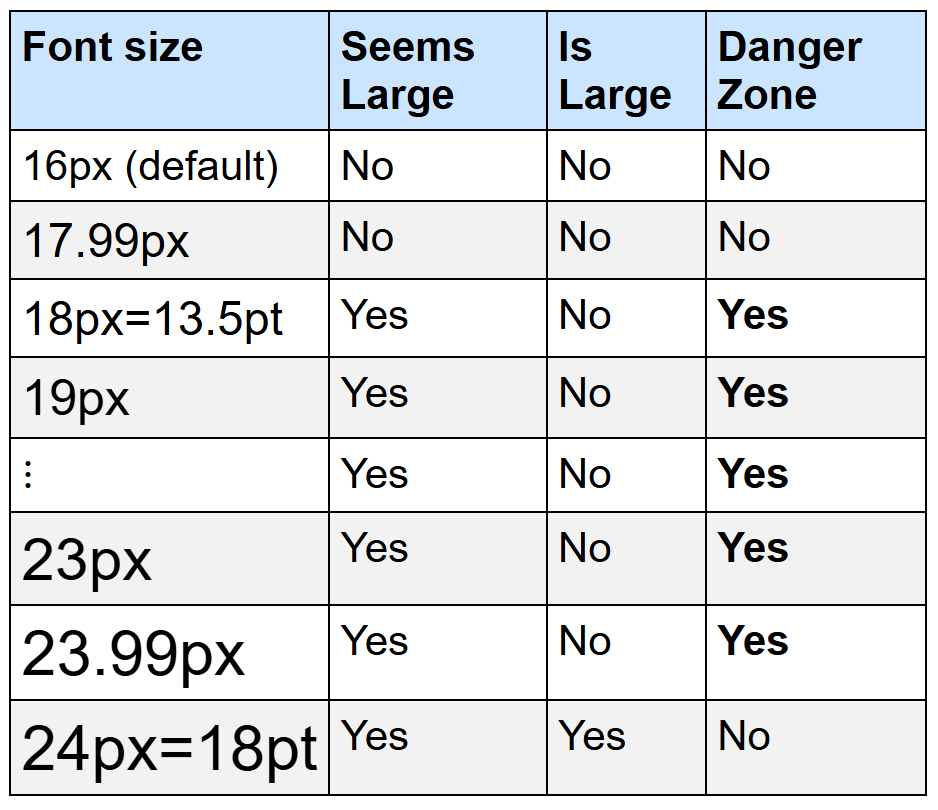 Font size Seems Large Is Large Danger Zone
16px (default) No No No
17.99px No No No
18px=13.5pt Yes No Yes
19px Yes No Yes
⋮ Yes No Yes
23px Yes No Yes
23.99px Yes No Yes
24px=18pt Yes Yes No